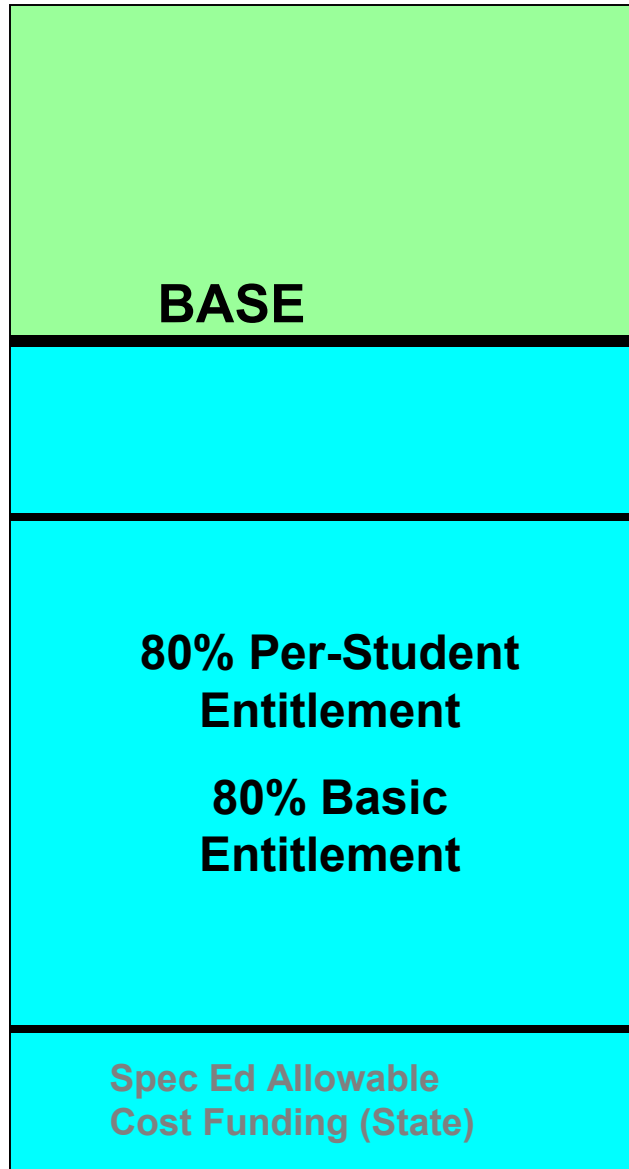 BASE
80% Per-Student
Entitlement
80% Basic
Entitlement
Spec Ed Allowable
Cost Funding (State)